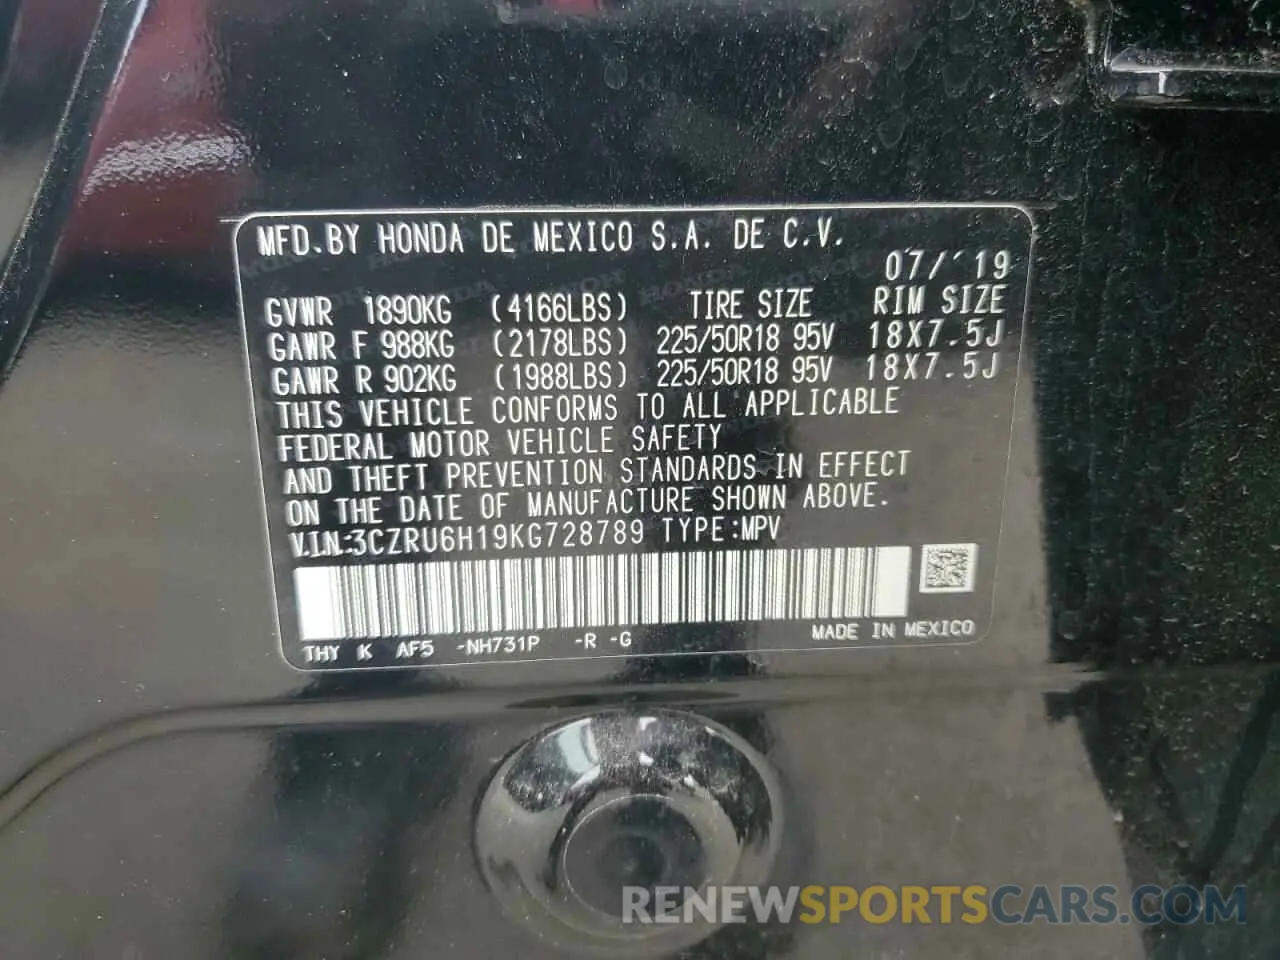 MFD.BY HONDA DE MEXICO S.A. DE C.V.
07/'19
GVWR 1890KG (4166LBS) TIRE SIZE RIM SIZE
GAWR F 988KG (2178LBS) 225/50R18 95V 18X7.5J
GAWR R 902KG (1988LBS) 225/50R18 95V 18X7.5J
THIS VEHICLE CONFORMS TO ALL APPLICABLE
FEDERAL MOTOR VEHICLE SAFETY
AND THEFT PREVENTION STANDARDS IN EFFECT
ON THE DATE OF MANUFACTURE SHOWN ABOVE.
V.I.N.:3CZRU6H19KG728789 TYPE:MPV
THY K AF5 -NH731P -R -G MADE IN MEXICO
RENEWSPORTSCARS.COM